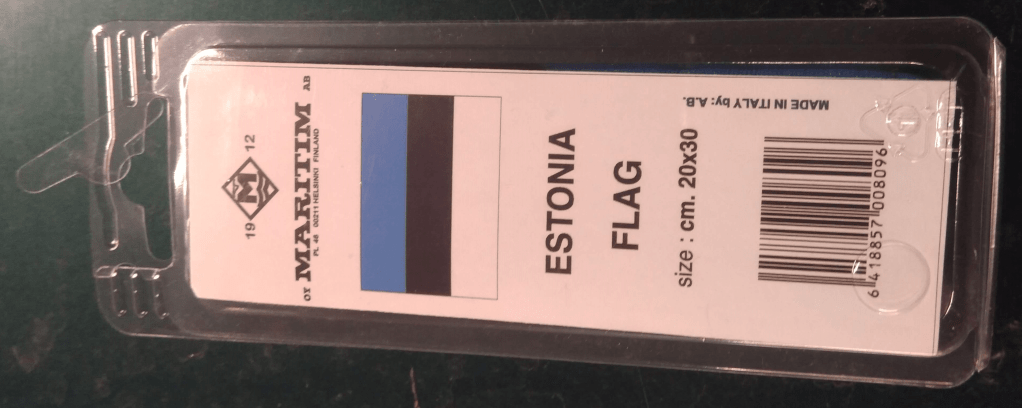 19 M 12
OY MARITIM AB
PL 48 00211 HELSINKI FINLAND
ESTONIA
FLAG
size : cm. 20x30
6 418857 008096
MADE IN ITALY by: A.B.